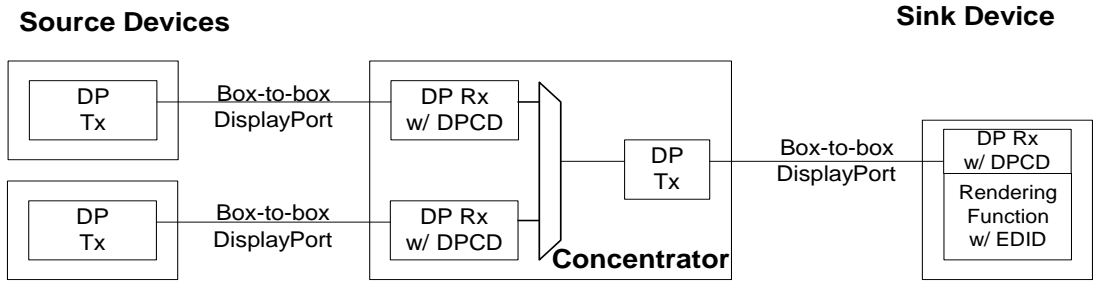 Source Devices
Sink Device
DP
Tx
Box-to-box
DisplayPort
DP Rx
w/ DPCD
DP
Tx
Box-to-box
DisplayPort
DP Rx
w/ DPCD
Rendering
Function
w/ EDID
DP
Tx
Box-to-box
DisplayPort
DP Rx
w/ DPCD
Concentrator